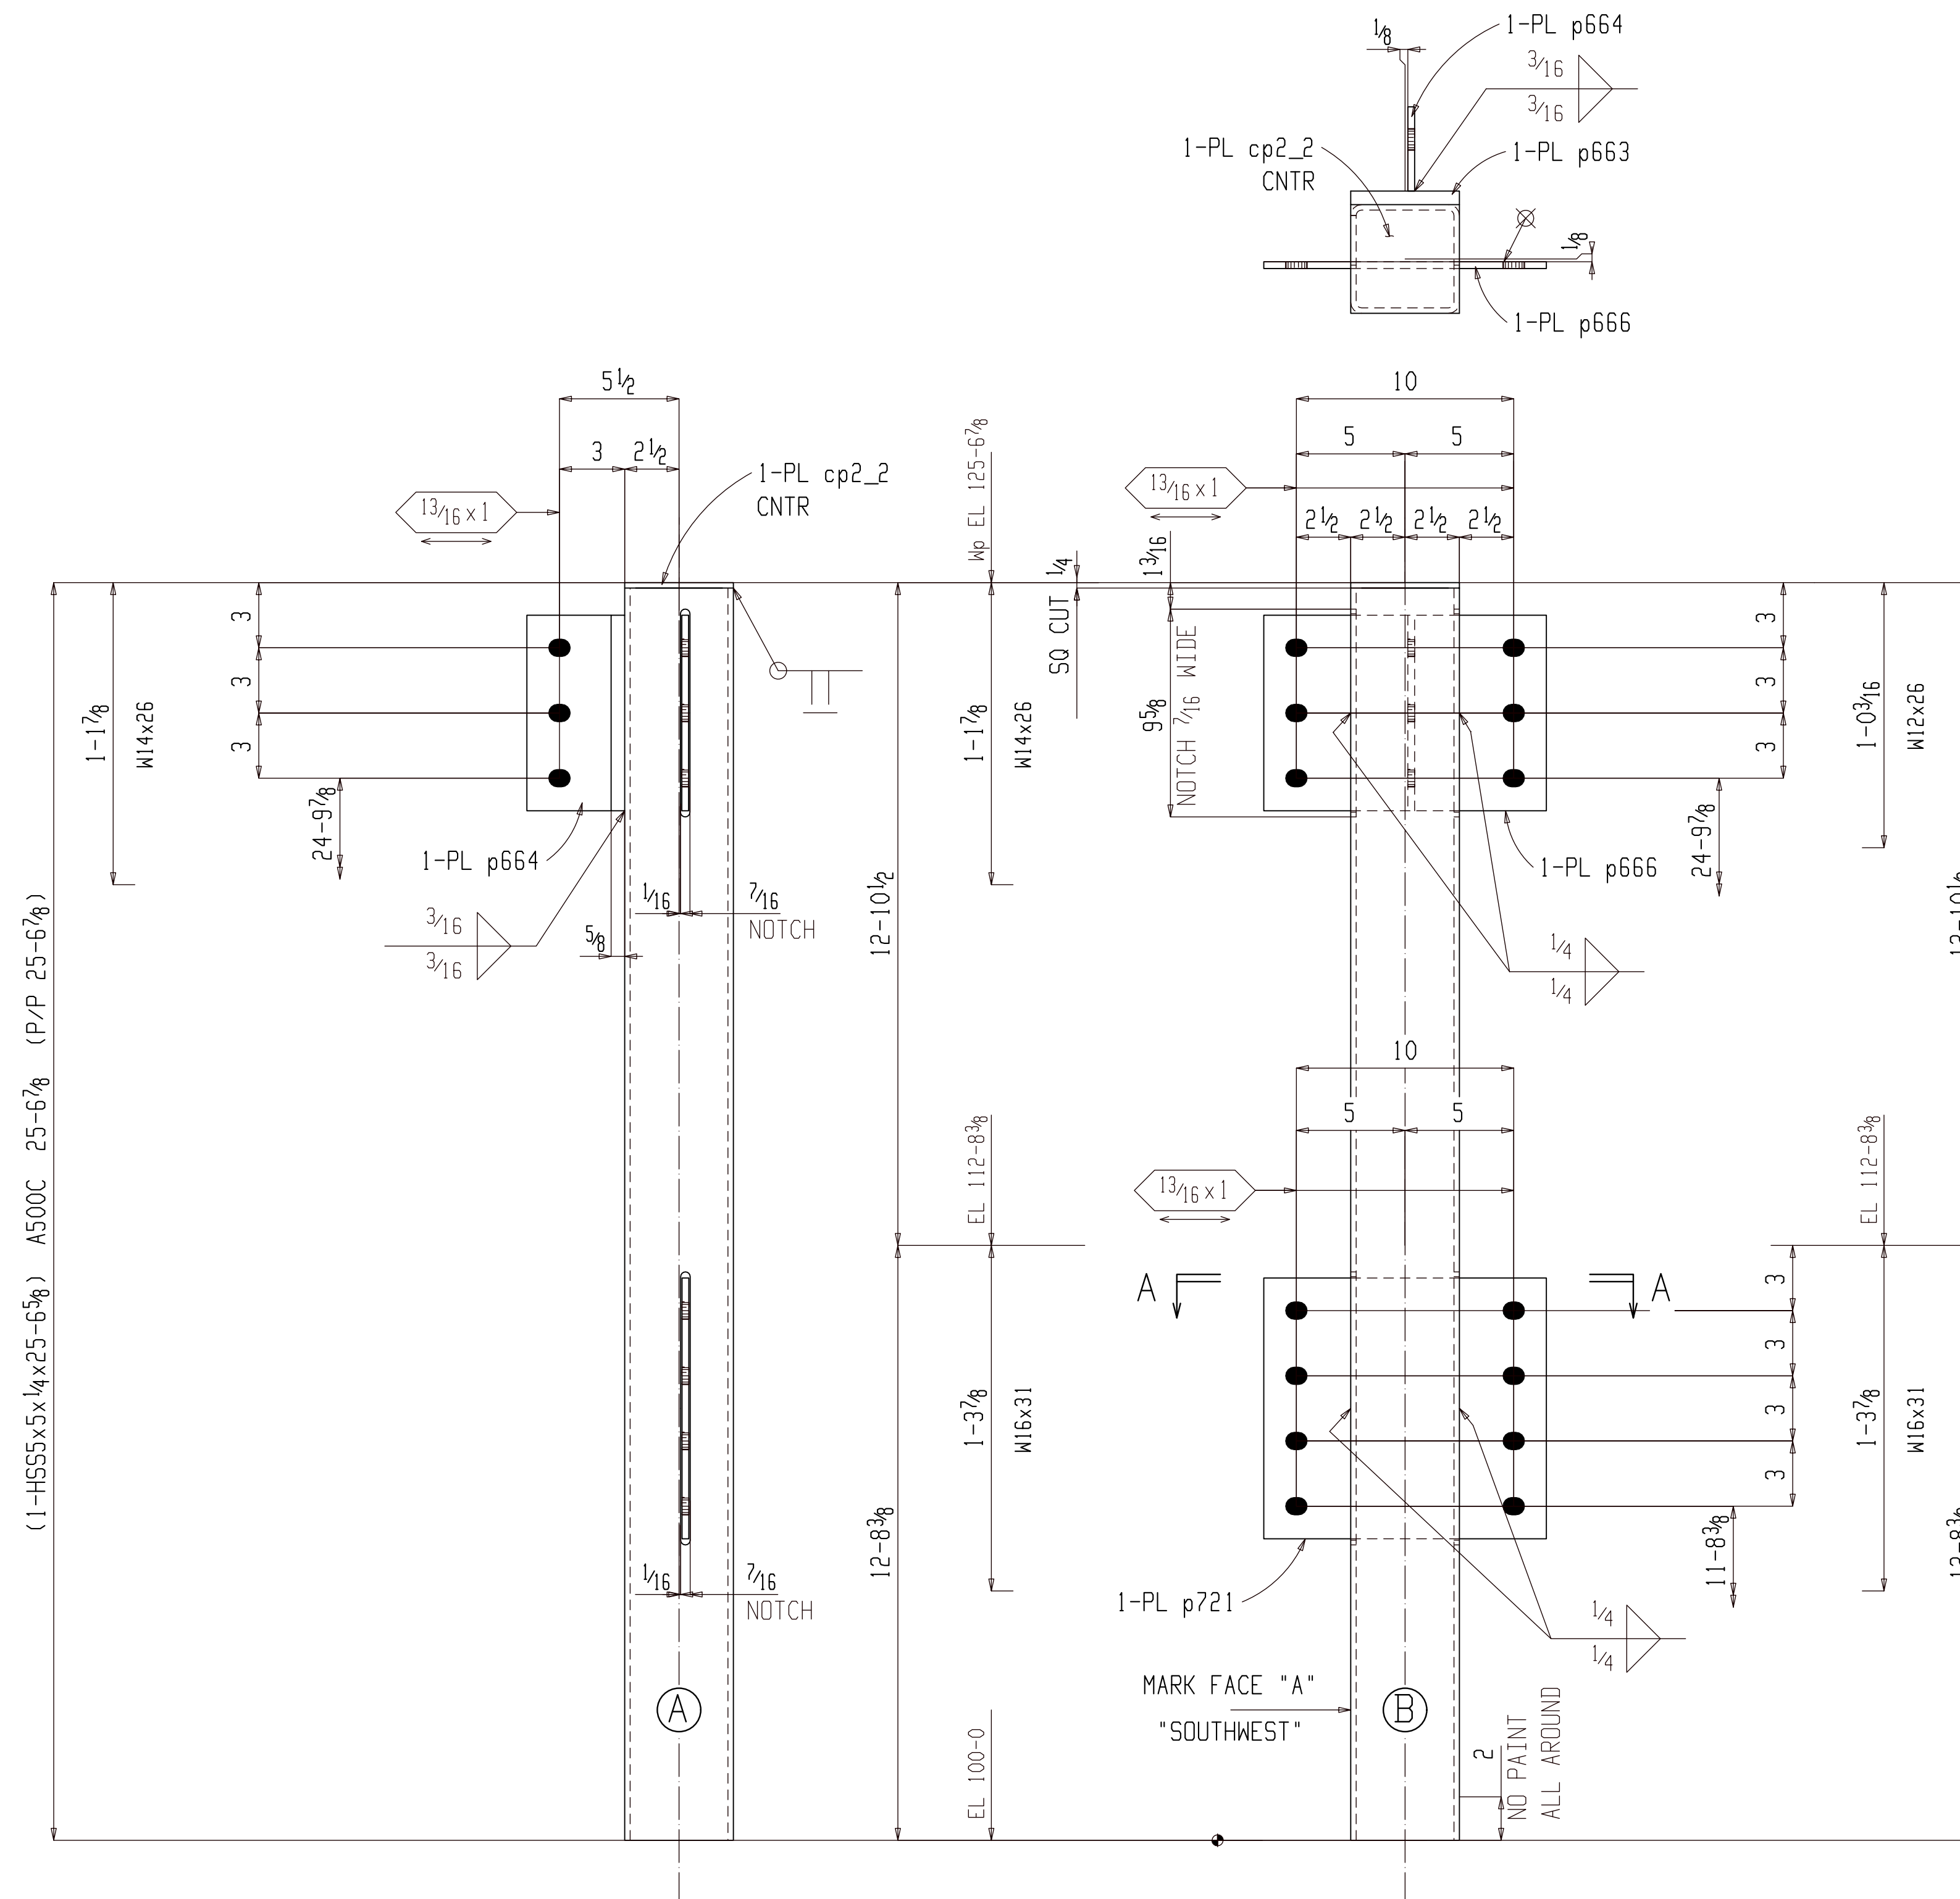 1-PL p664
1/8
3/16
3/16
1-PL cp2_2
CNTR
1-PL p663
1/8
1-PL p666
5 1/2
3
2 1/2
1-PL cp2_2
CNTR
13/16 x 1
Wp EL 125-6 7/8
10
5
5
13/16 x 1
2 1/2
2 1/2
2 1/2
2 1/2
1/4
SQ CUT
1 3/16
9 5/8
NOTCH 7/16 WIDE
3
3
3
1-1 7/8
W14x26
24-9 7/8
1-PL p664
3/16
3/16
5/8
1/16
7/16
NOTCH
12-10 1/2
1-1 7/8
W14x26
3
3
3
1-0 3/16
W12x26
24-9 7/8
1-PL p666
1/4
1/4
(1-HSS5x5x1/4x25-6 5/8) A500C 25-6 7/8 (P/P 25-6 7/8)
10
5
5
EL 112-8 3/8
EL 112-8 3/8
13/16 x 1
A
A
3
3
3
3
1-3 7/8
W16x31
1-3 7/8
W16x31
12-8 3/8
11-8 3/8
1/16
7/16
NOTCH
1-PL p721
1/4
1/4
MARK FACE "A"
"SOUTHWEST"
A
B
EL 100-0
2
NO PAINT
ALL AROUND